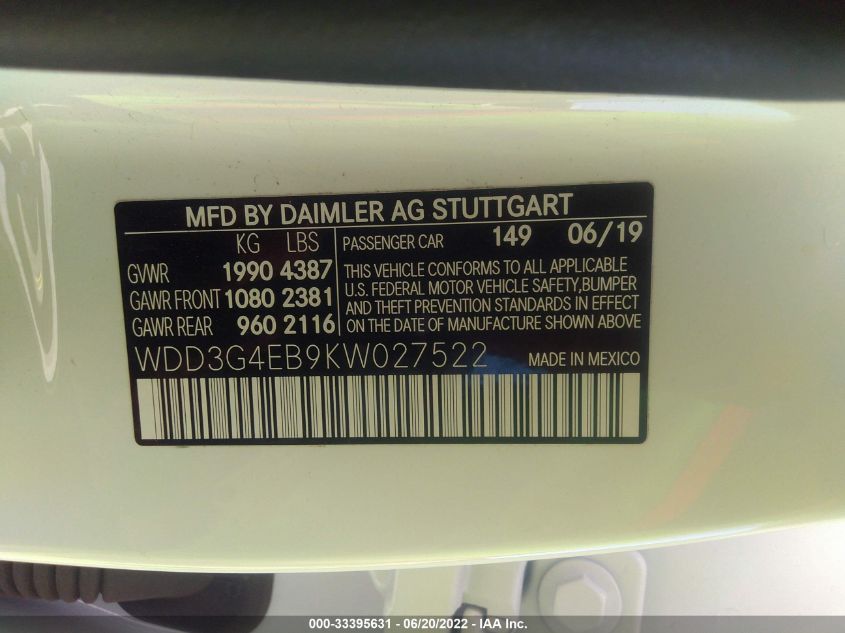 MFD BY DAIMLER AG STUTTGART
KG LBS
GVWR 1990 4387
GAWR FRONT 1080 2381
GAWR REAR 960 2116
PASSENGER CAR 149 06/19
THIS VEHICLE CONFORMS TO ALL APPLICABLE
U.S. FEDERAL MOTOR VEHICLE SAFETY,BUMPER
AND THEFT PREVENTION STANDARDS IN EFFECT
ON THE DATE OF MANUFACTURE SHOWN ABOVE
WDD3G4EB9KW027522 MADE IN MEXICO
000-33395631 - 06/20/2022 - IAA Inc.